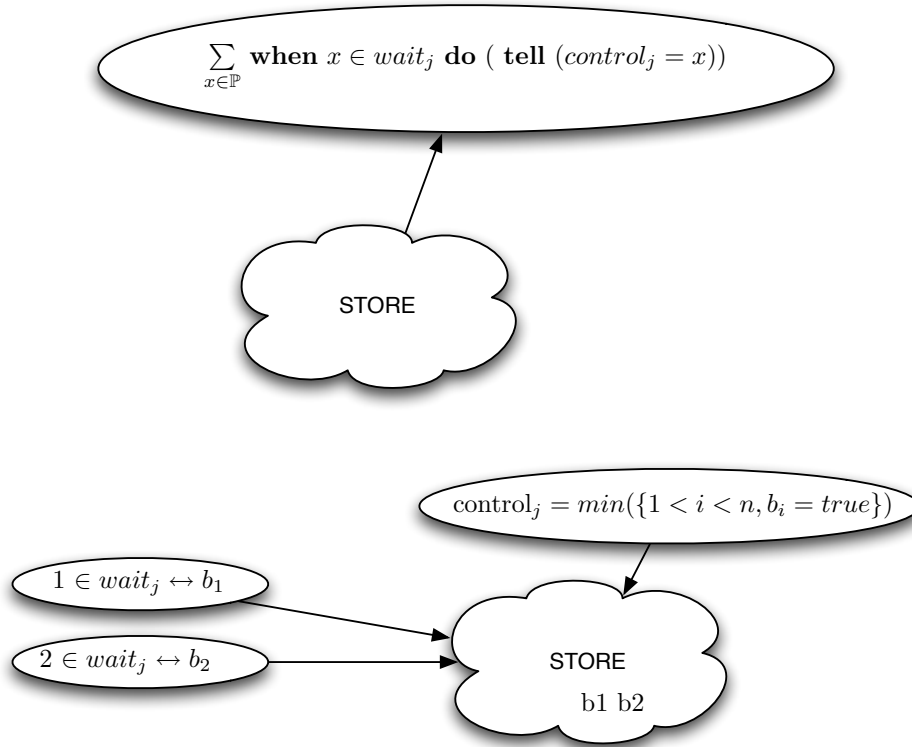 ∑ x∈ℙ when x ∈ wait_j do ( tell (control_j = x))
STORE
control_j = min({1 < i < n, b_i = true})
1 ∈ wait_j ↔ b_1
2 ∈ wait_j ↔ b_2
STORE
b1 b2